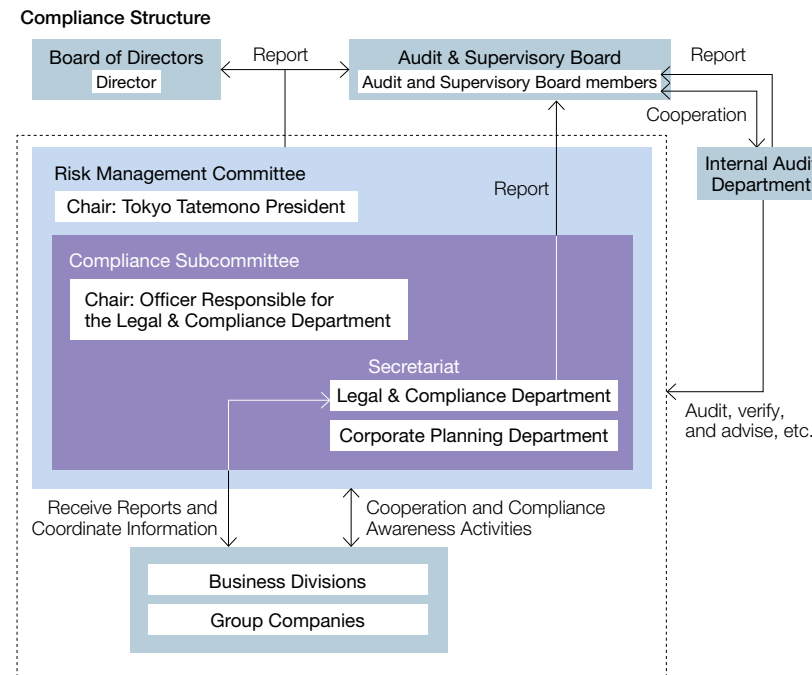 Compliance Structure
Board of Directors
Director
Report
Audit & Supervisory Board
Audit and Supervisory Board members
Report
Cooperation
Internal Audit
Department
Risk Management Committee
Chair: Tokyo Tatemono President
Report
Compliance Subcommittee
Chair: Officer Responsible for
the Legal & Compliance Department
Secretariat
Legal & Compliance Department
Corporate Planning Department
Audit, verify,
and advise, etc.
Receive Reports and
Coordinate Information
Cooperation and Compliance
Awareness Activities
Business Divisions
Group Companies